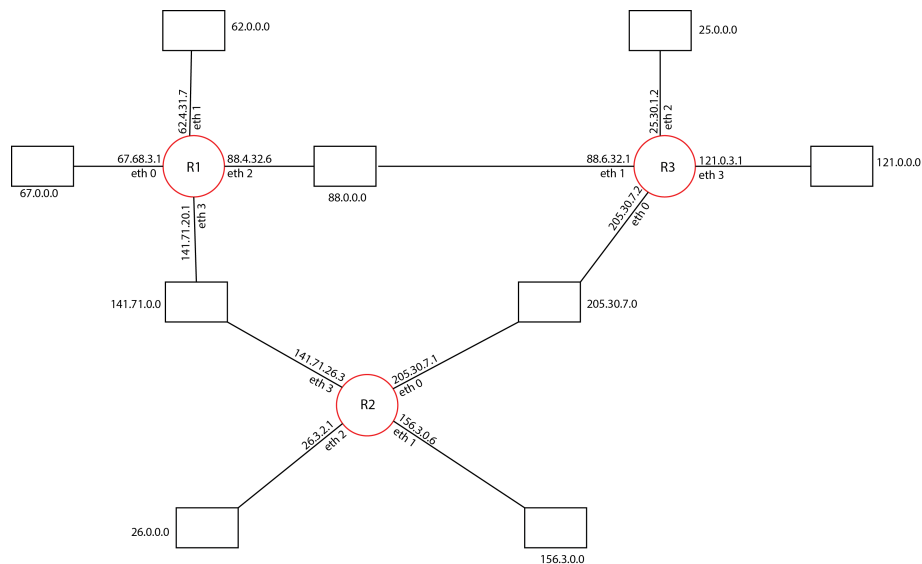 62.0.0.0
25.0.0.0
62.4.31.7
eth 1
25.30.1.2
eth 2
67.68.3.1
eth 0
R1
88.4.32.6
eth 2
88.6.32.1
eth 1
R3
121.0.3.1
eth 3
121.0.0.0
67.0.0.0
88.0.0.0
141.71.20.1
eth 3
205.30.7.2
eth 0
141.71.0.0
205.30.7.0
141.71.26.3
eth 3
205.30.7.1
eth 0
R2
26.3.2.1
eth 2
156.3.0.6
eth 1
26.0.0.0
156.3.0.0